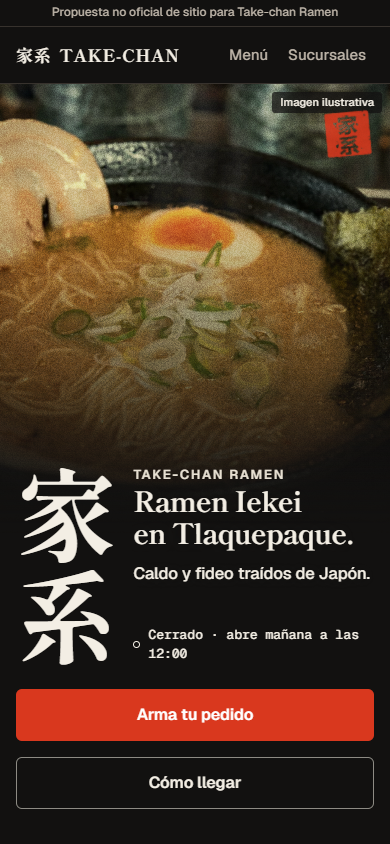 Propuesta no oficial de sitio para Take-chan Ramen
家系 TAKE-CHAN
Menú
Sucursales
Imagen ilustrativa
家系
家系
TAKE-CHAN RAMEN
Ramen Iekei
en Tlaquepaque.
Caldo y fideo traídos de Japón.
Cerrado · abre mañana a las
12:00
Arma tu pedido
Cómo llegar